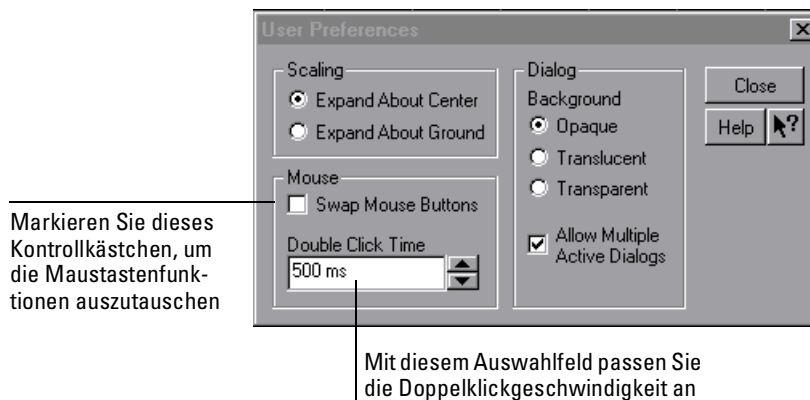 User Preferences
Scaling
Expand About Center
Expand About Ground
Mouse
Swap Mouse Buttons
Double Click Time
500 ms
Dialog
Background
Opaque
Translucent
Transparent
Allow Multiple
Active Dialogs
Close
Help
?
Markieren Sie dieses
Kontrollkästchen, um
die Maustastenfunk-
tionen auszutauschen
Mit diesem Auswahlfeld passen Sie
die Doppelklickgeschwindigkeit an